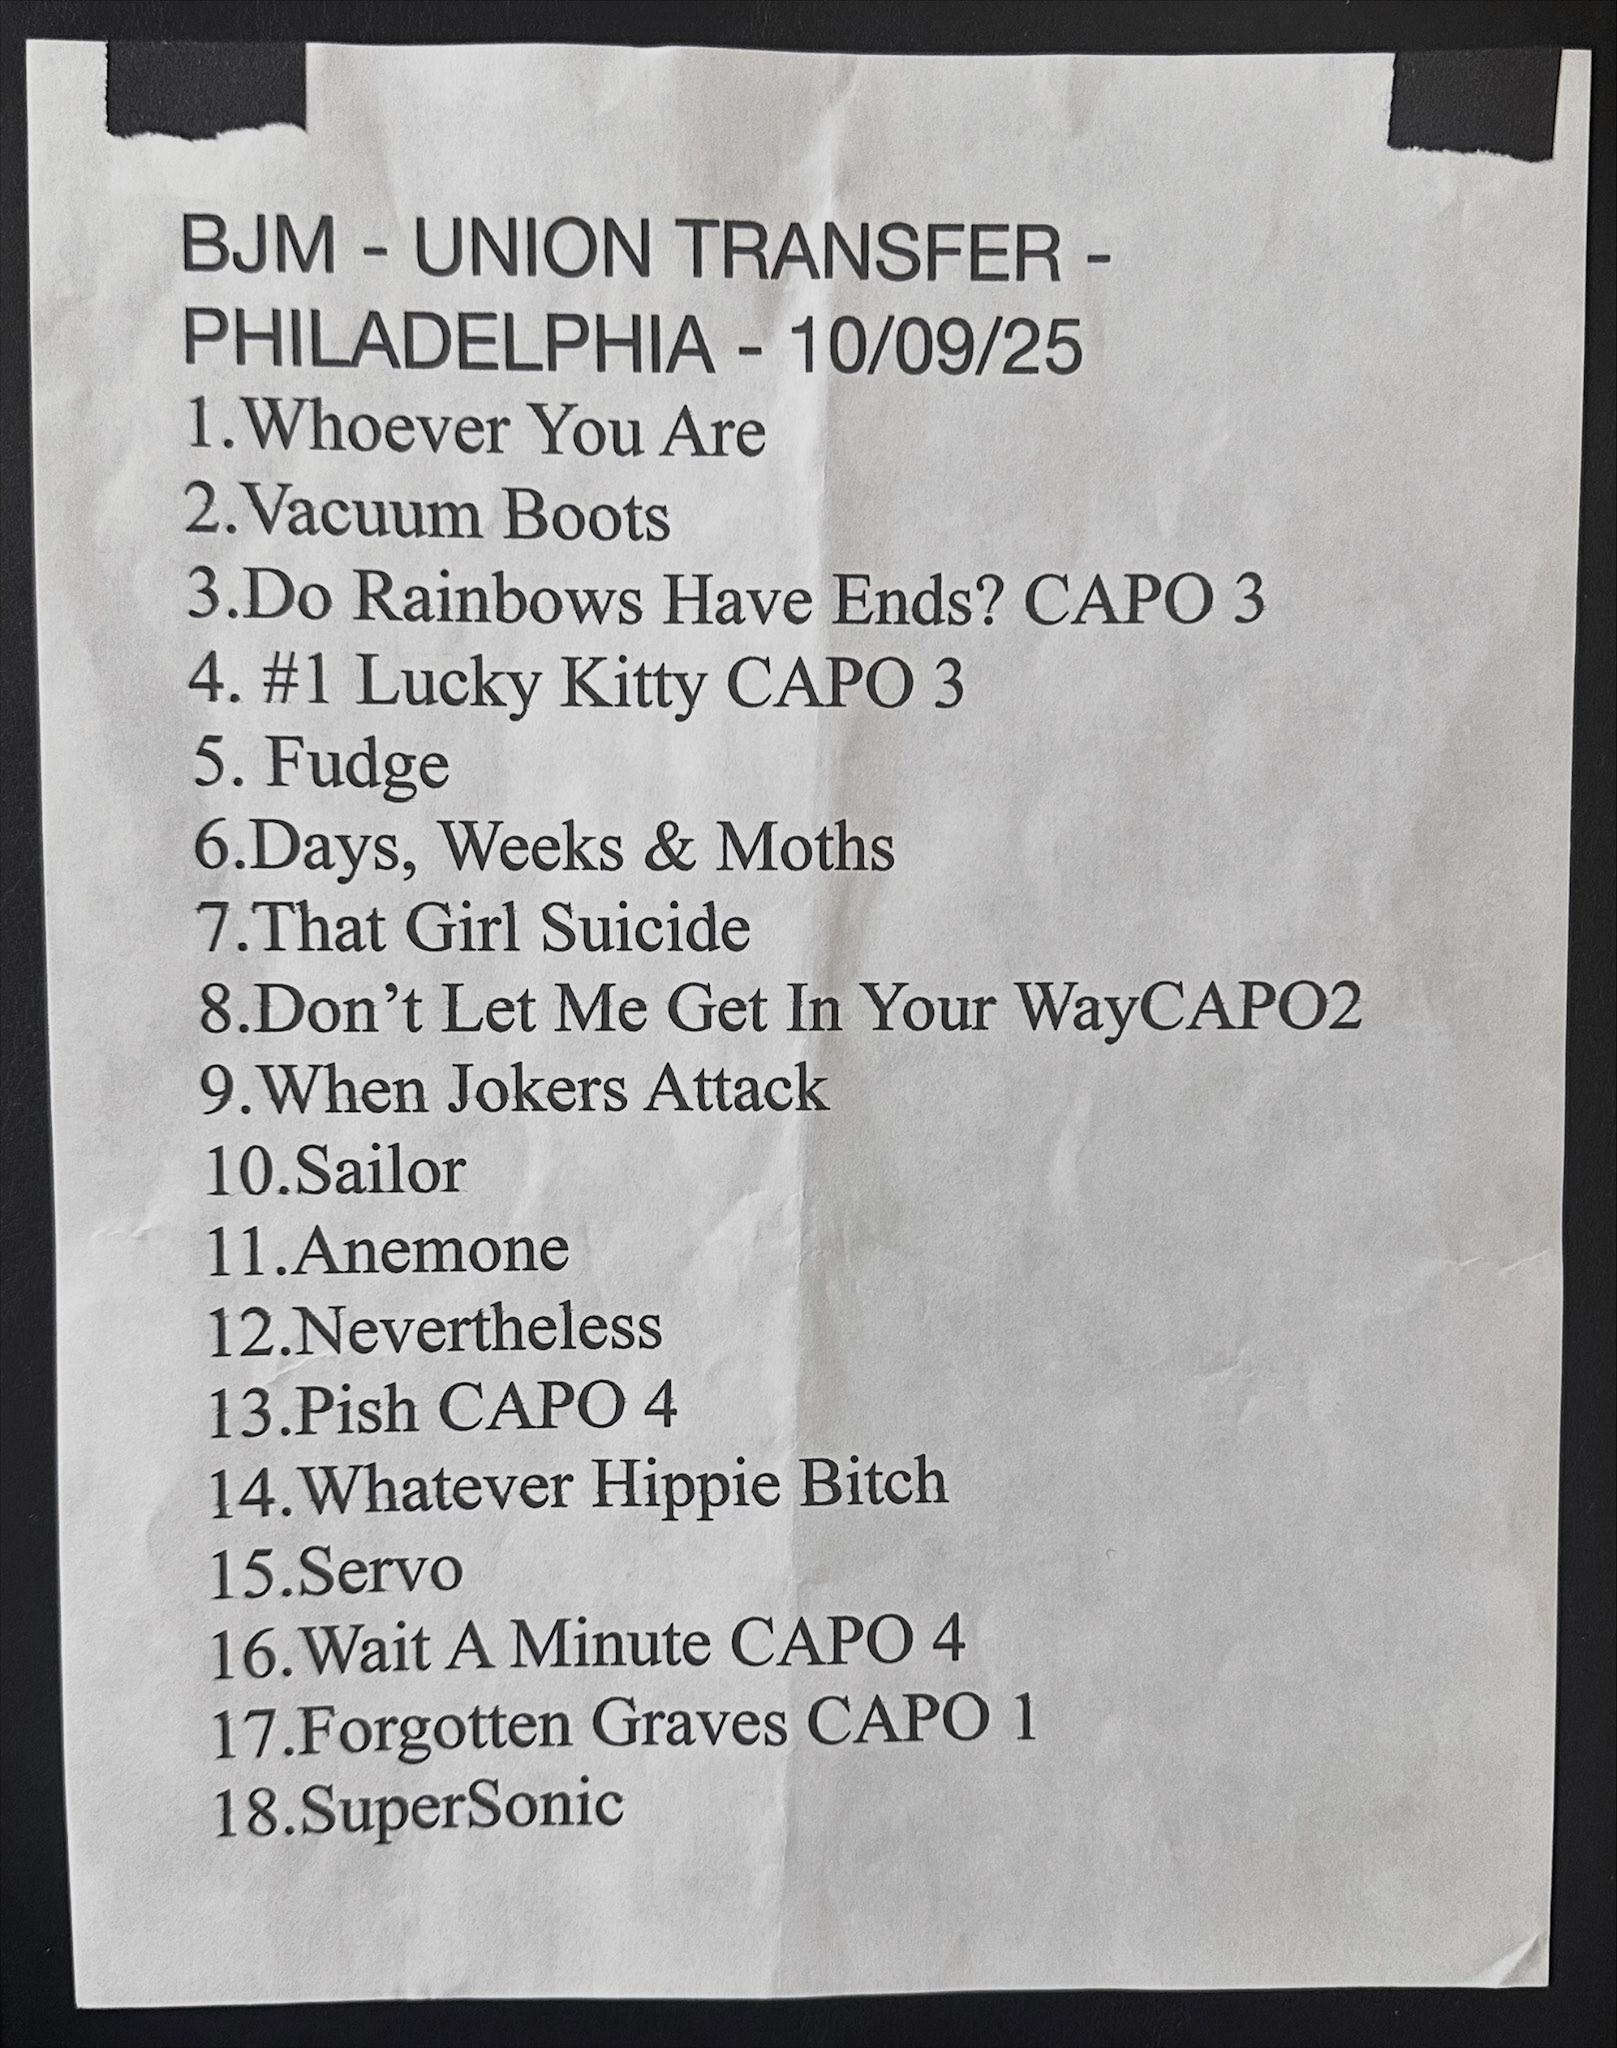 BJM - UNION TRANSFER -
PHILADELPHIA - 10/09/25
1.Whoever You Are
2.Vacuum Boots
3.Do Rainbows Have Ends? CAPO 3
4. #1 Lucky Kitty CAPO 3
5. Fudge
6.Days, Weeks & Moths
7.That Girl Suicide
8.Don’t Let Me Get In Your WayCAPO2
9.When Jokers Attack
10.Sailor
11.Anemone
12.Nevertheless
13.Pish CAPO 4
14.Whatever Hippie Bitch
15.Servo
16.Wait A Minute CAPO 4
17.Forgotten Graves CAPO 1
18.SuperSonic